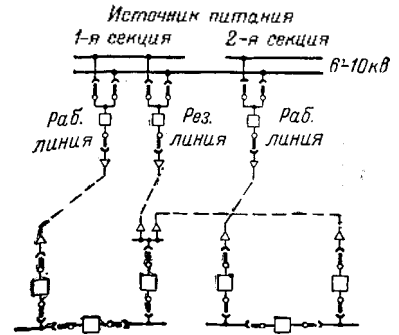 Источник питания
1-я секция 2-я секция
6-10кв
Раб. линия
Рез. линия
Раб. линия